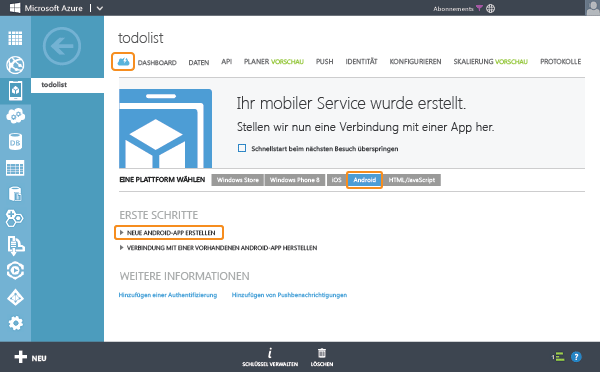 Microsoft Azure
Abonnements
todolist
todolist
DASHBOARD DATEN API PLANER VORSCHAU PUSH IDENTITÄT KONFIGURIEREN SKALIERUNG VORSCHAU PROTOKOLLE
Ihr mobiler Service wurde erstellt.
Stellen wir nun eine Verbindung mit einer App her.
Schnellstart beim nächsten Besuch überspringen
EINE PLATTFORM WÄHLEN Windows Store Windows Phone 8 iOS Android HTML/JavaScript
ERSTE SCHRITTE
NEUE ANDROID-APP ERSTELLEN
VERBINDUNG MIT EINER VORHANDENEN ANDROID-APP HERSTELLEN
WEITERE INFORMATIONEN
Hinzufügen einer Authentifizierung Hinzufügen von Pushbenachrichtigungen
DB
NEU
SCHLÜSSEL VERWALTEN LÖSCHEN
1 ?